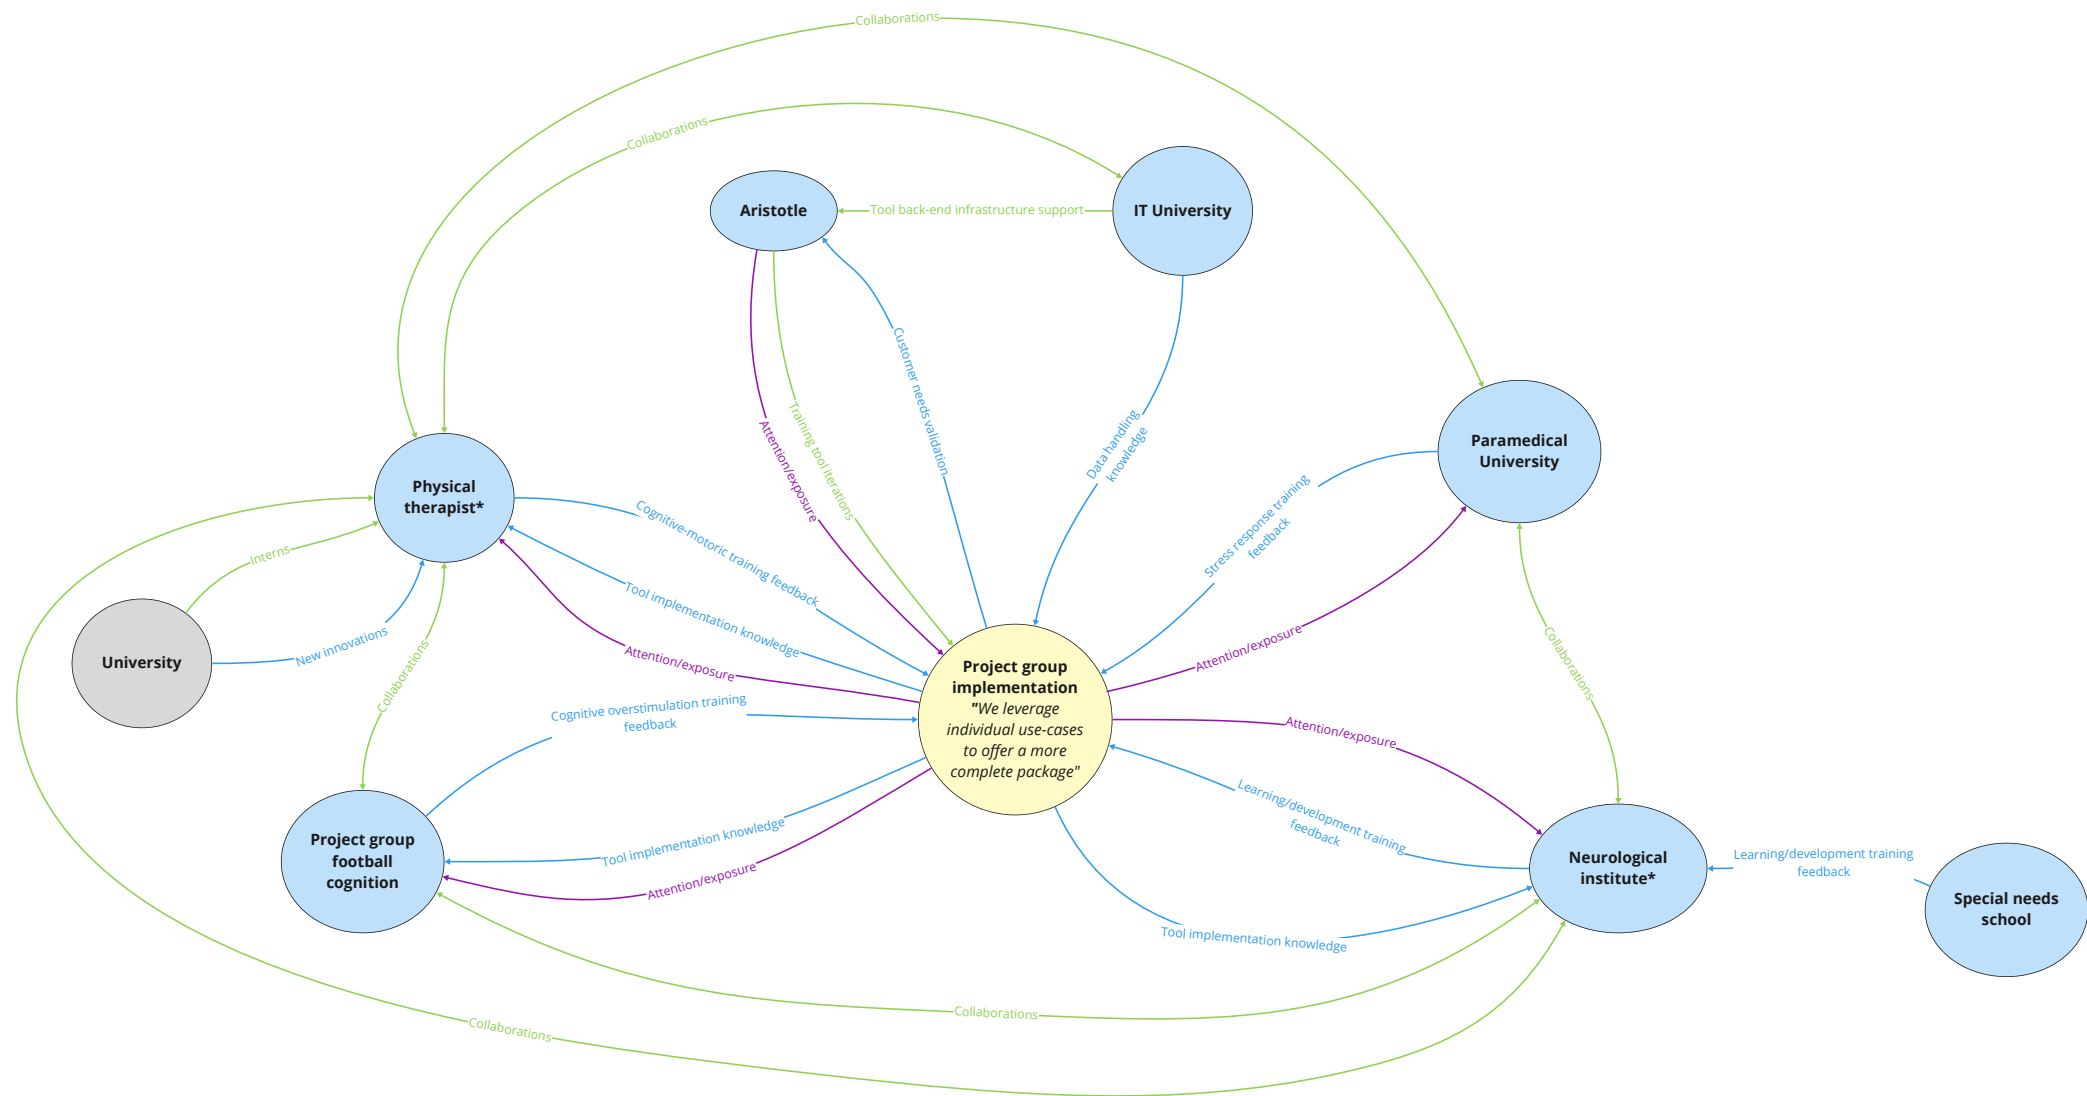 Collaborations
Collaborations
Aristotle
Tool back-end infrastructure support
IT University
Customer needs validation
Attention/exposure
Training tool iterations
Data handling
knowledge
Paramedical
University
Physical
therapist*
Cognitive-motoric training feedback
Stress response training
feedback
Interns
Tool implementation knowledge
New innovations
University
Attention/exposure
Attention/exposure
Collaborations
Collaborations
Project group
implementation
"We leverage
individual use-cases
to offer a more
complete package"
Cognitive overstimulation training
feedback
Attention/exposure
Learning/development training
feedback
Project group
football
cognition
Tool implementation knowledge
Attention/exposure
Neurological
institute*
Learning/development training
feedback
Special needs
school
Tool implementation knowledge
Collaborations
Collaborations